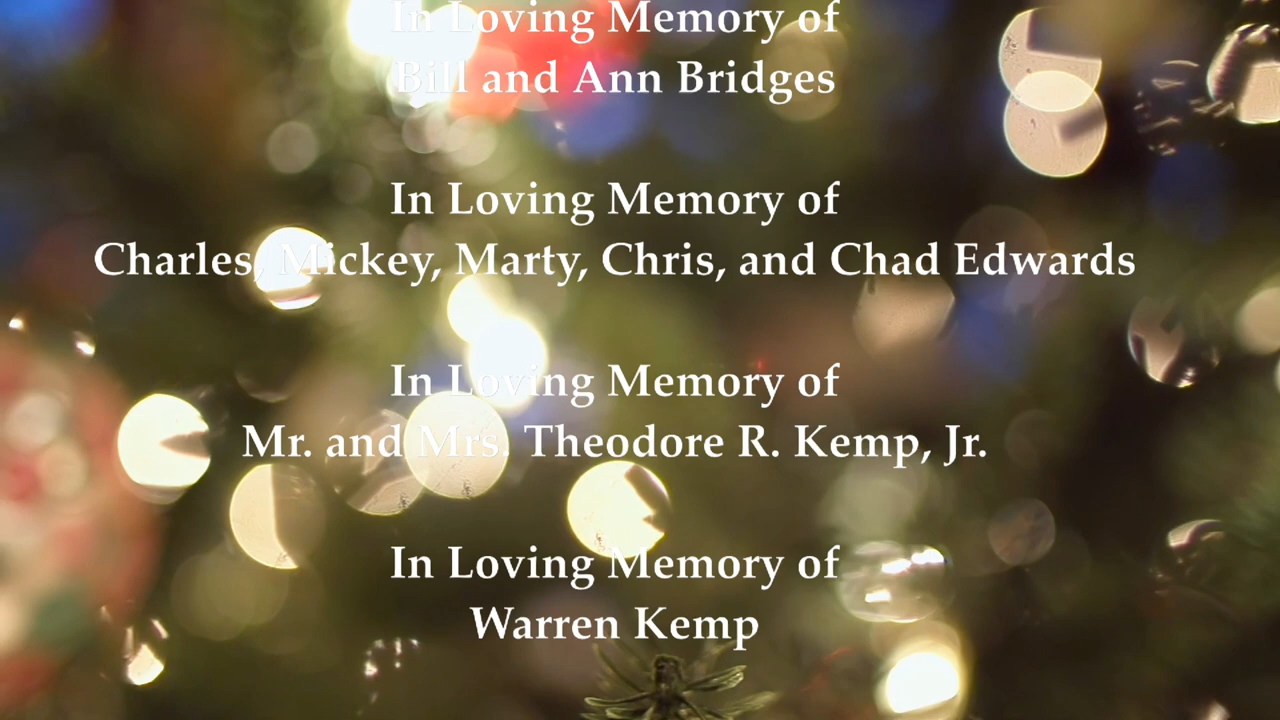 In Loving Memory of
Bill and Ann Bridges
In Loving Memory of
Charles, Mickey, Marty, Chris, and Chad Edwards
In Loving Memory of
Mr. and Mrs. Theodore R. Kemp, Jr.
In Loving Memory of
Warren Kemp